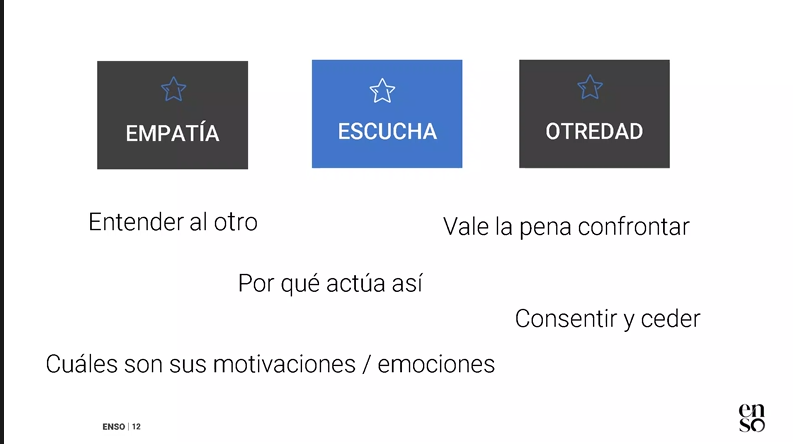 EMPATÍA
ESCUCHA
OTREDAD
Entender al otro
Vale la pena confrontar
Por qué actúa así
Consentir y ceder
Cuáles son sus motivaciones / emociones
ENSO | 12
en
so